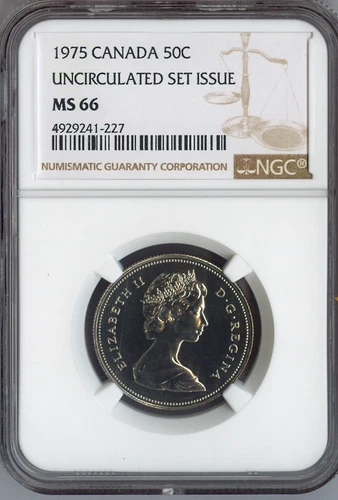 1975 CANADA 50C
UNCIRCULATED SET ISSUE
MS 66
4929241-227
NUMISMATIC GUARANTY CORPORATION NGC®
ELIZABETH II D·G·REGINA